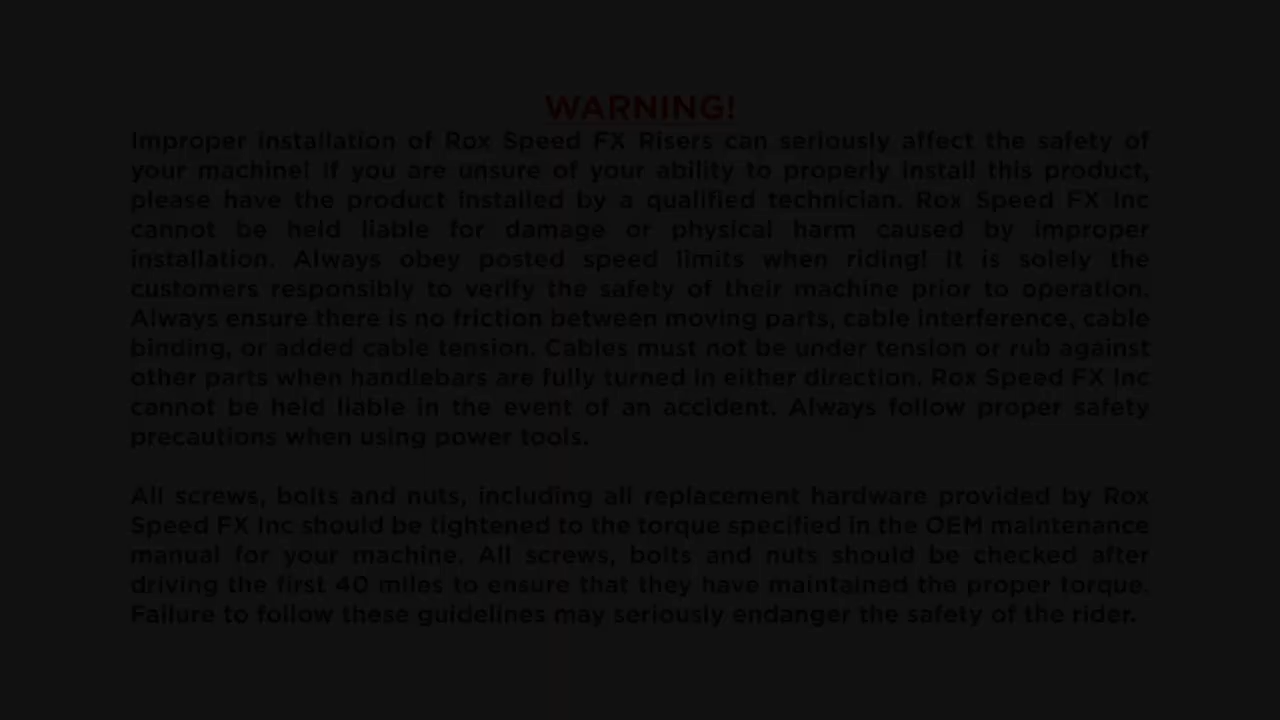 WARNING!
Improper installation of Rox Speed FX Risers can seriously affect the safety of
your machine! If you are unsure of your ability to properly install this product,
please have the product installed by a qualified technician. Rox Speed FX Inc
cannot be held liable for damage or physical harm caused by improper
installation. Always obey posted speed limits when riding! It is solely the
customers responsibly to verify the safety of their machine prior to operation.
Always ensure there is no friction between moving parts, cable interference, cable
binding, or added cable tension. Cables must not be under tension or rub against
other parts when handlebars are fully turned in either direction. Rox Speed FX Inc
cannot be held liable in the event of an accident. Always follow proper safety
precautions when using power tools.
All screws, bolts and nuts, including all replacement hardware provided by Rox
Speed FX Inc should be tightened to the torque specified in the OEM maintenance
manual for your machine. All screws, bolts and nuts should be checked after
driving the first 40 miles to ensure that they have maintained the proper torque.
Failure to follow these guidelines may seriously endanger the safety of the rider.